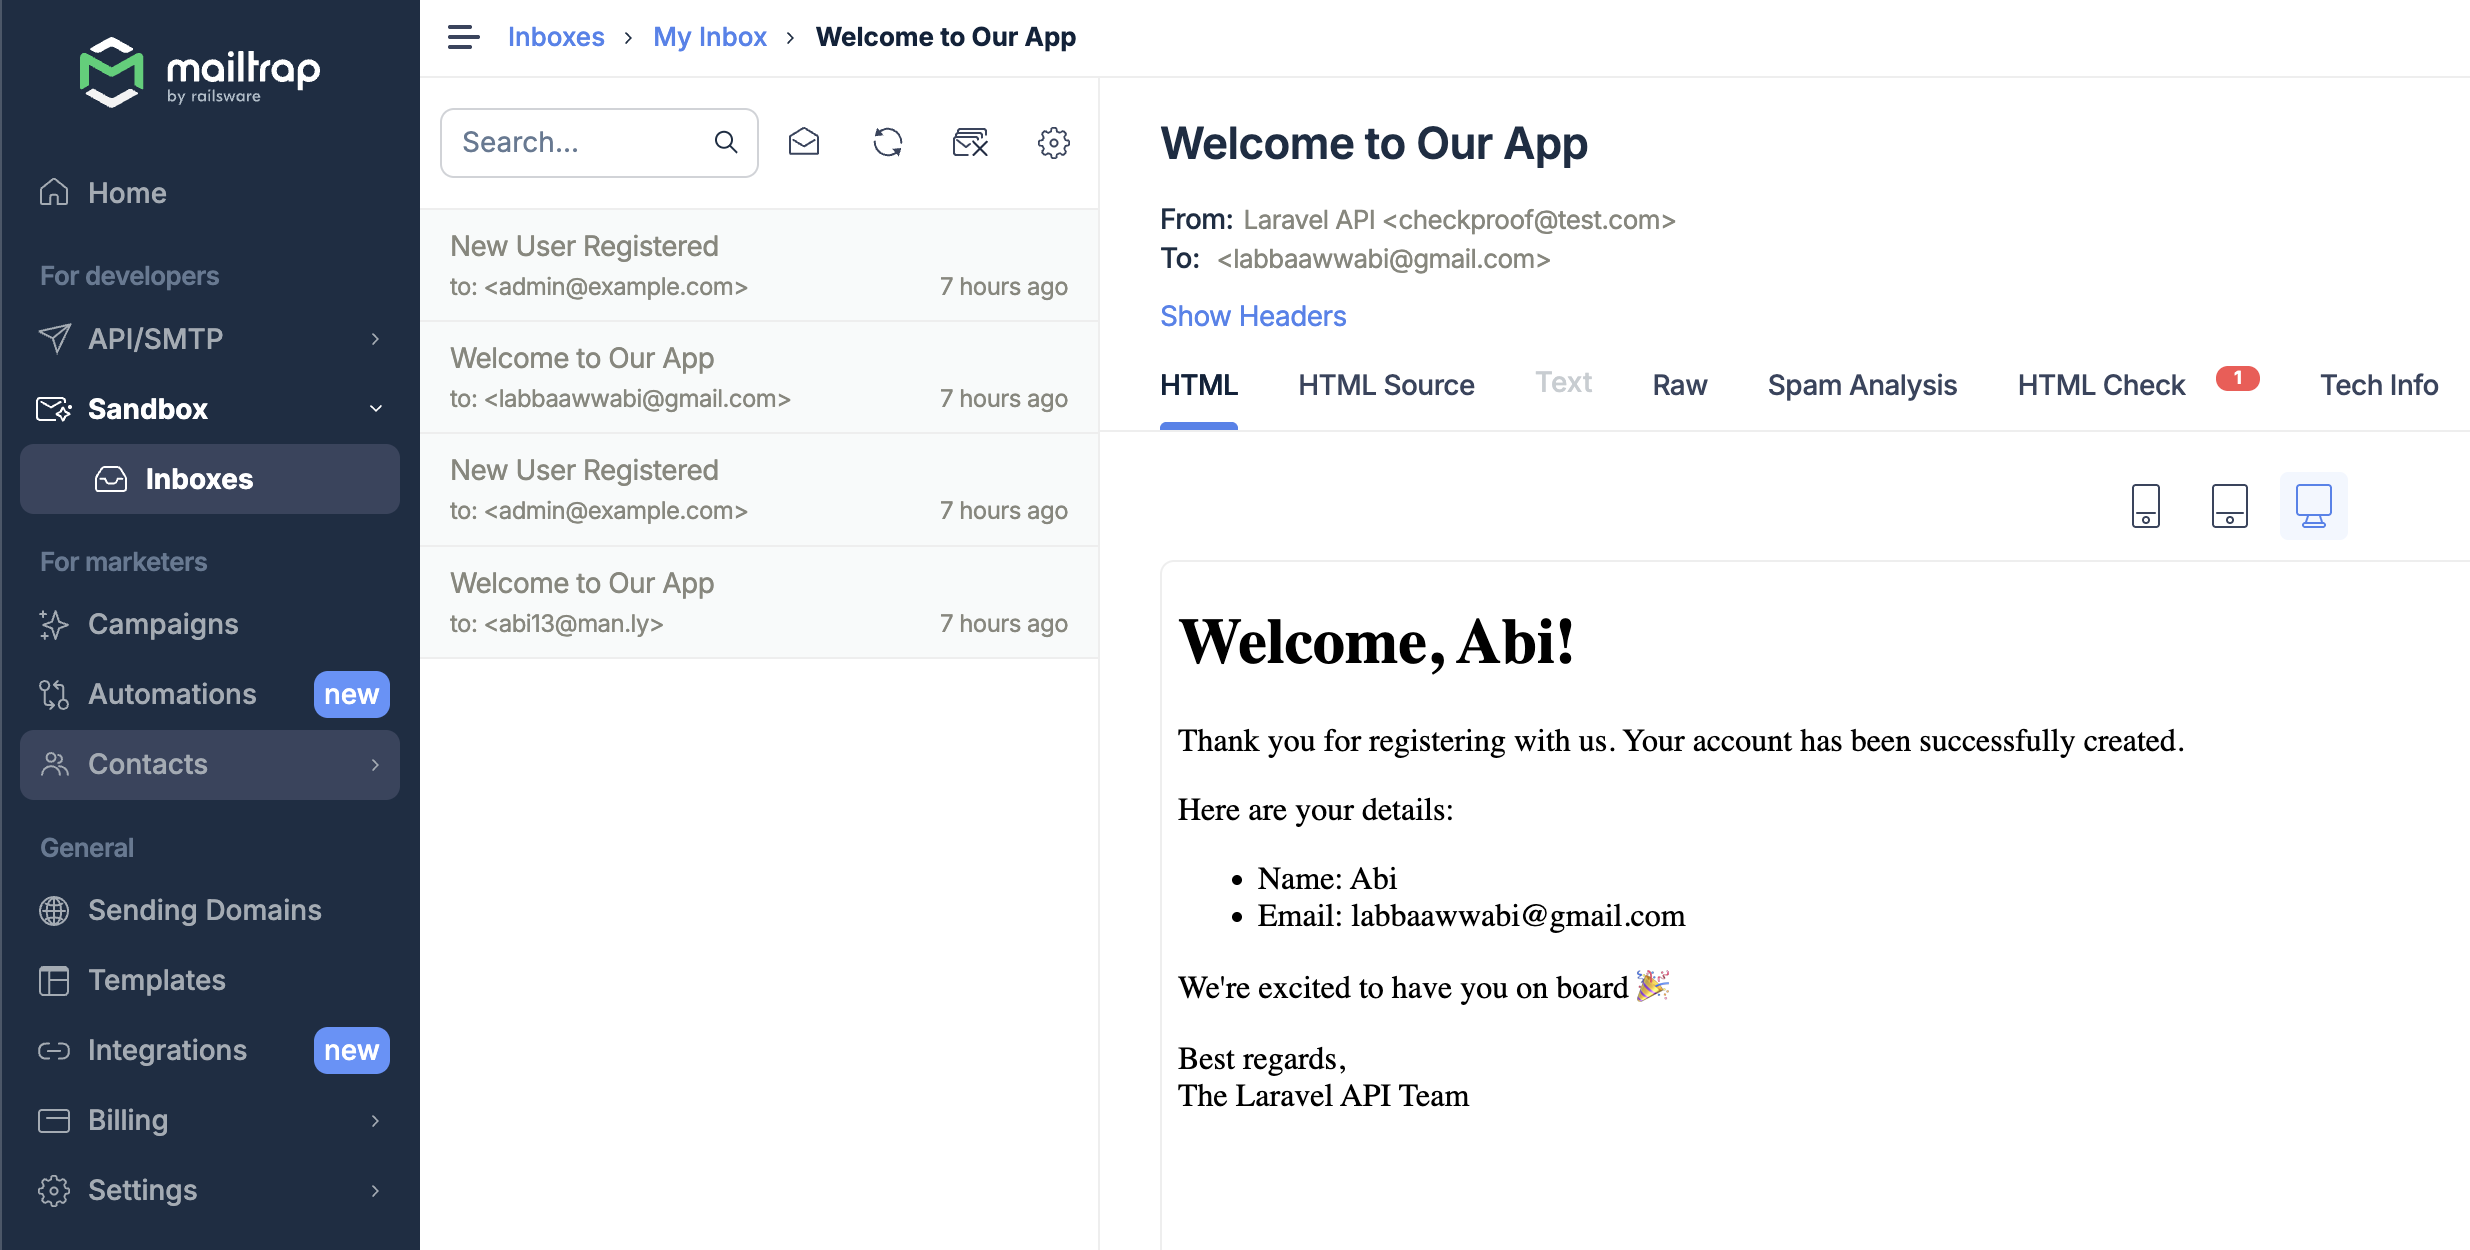 mailtrap
by railsware
Home
For developers
API/SMTP
Sandbox
Inboxes
For marketers
Campaigns
Automations new
Contacts
General
Sending Domains
Templates
Integrations new
Billing
Settings
Inboxes › My Inbox › Welcome to Our App
Search...
New User Registered
to: <admin@example.com> 7 hours ago
Welcome to Our App
to: <labbaawwabi@gmail.com> 7 hours ago
New User Registered
to: <admin@example.com> 7 hours ago
Welcome to Our App
to: <abi13@man.ly> 7 hours ago
Welcome to Our App
From: Laravel API <checkproof@test.com>
To: <labbaawwabi@gmail.com>
Show Headers
HTML HTML Source Text Raw Spam Analysis HTML Check 1 Tech Info
Welcome, Abi!
Thank you for registering with us. Your account has been successfully created.
Here are your details:
• Name: Abi
• Email: labbaawwabi@gmail.com
We're excited to have you on board 🎉
Best regards,
The Laravel API Team